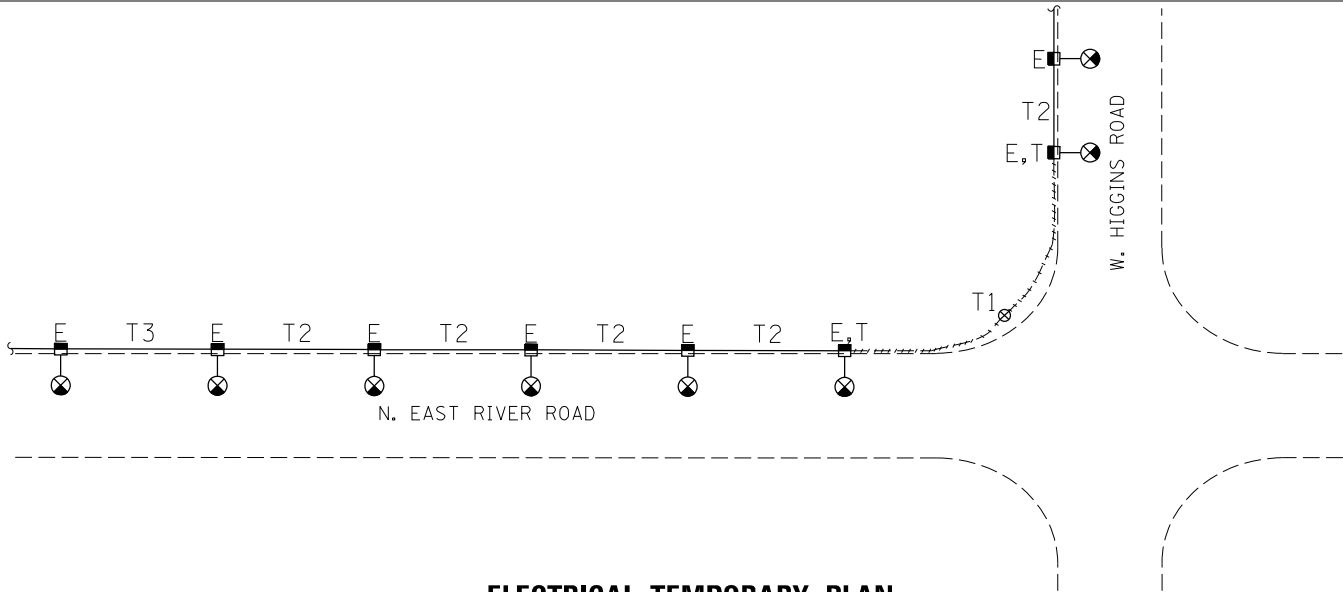 E
T2
E,T
W. HIGGINS ROAD
T1
E T3 E T2 E T2 E T2 E T2 E,T
N. EAST RIVER ROAD
ELECTRICAL TEMPORARY PLAN